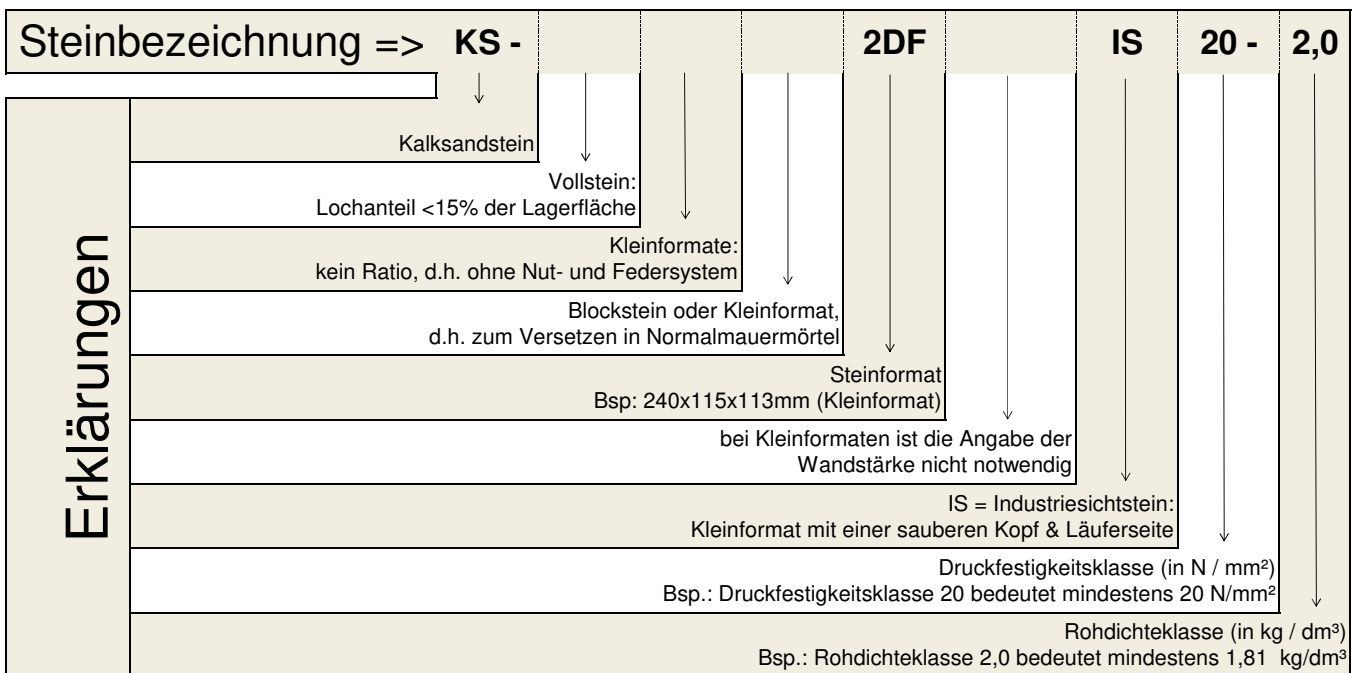 Steinbezeichnung => KS - 2DF IS 20 - 2,0
Erklärungen
Kalksandstein
Vollstein:
Lochanteil <15% der Lagerfläche
Kleinformate:
kein Ratio, d.h. ohne Nut- und Federsystem
Blockstein oder Kleinformat,
d.h. zum Versetzen in Normalmauermörtel
Steinformat
Bsp: 240x115x113mm (Kleinformat)
bei Kleinformaten ist die Angabe der
Wandstärke nicht notwendig
IS = Industriesichtstein:
Kleinformat mit einer sauberen Kopf & Läuferseite
Druckfestigkeitsklasse (in N / mm²)
Bsp.: Druckfestigkeitsklasse 20 bedeutet mindestens 20 N/mm²
Rohdichteklasse (in kg / dm³)
Bsp.: Rohdichteklasse 2,0 bedeutet mindestens 1,81 kg/dm³